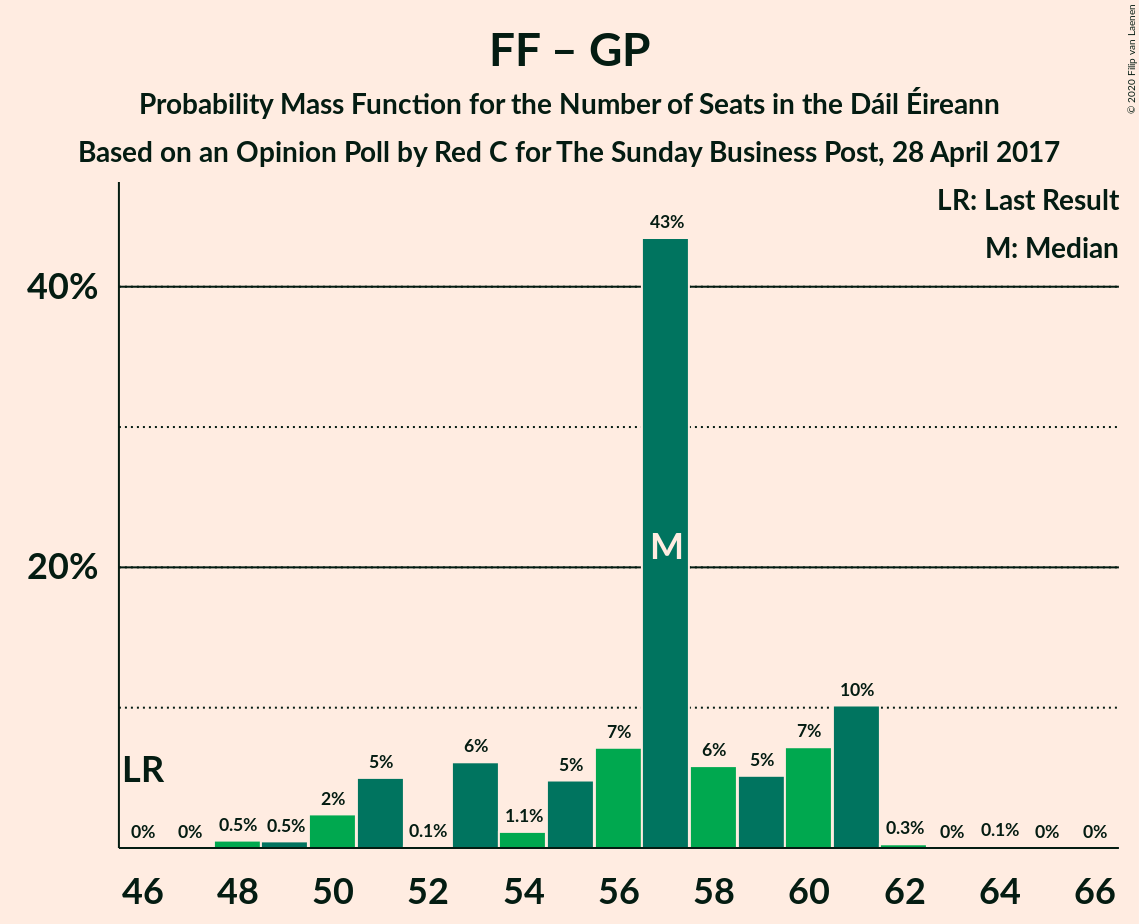 FF – GP
Probability Mass Function for the Number of Seats in the Dáil Éireann
Based on an Opinion Poll by Red C for The Sunday Business Post, 28 April 2017
© 2020 Filip van Laenen
LR: Last Result
M: Median
43%
40%
M
20%
10%
7%
7%
6%
6%
5%
5%
5%
LR
2%
1.1%
0% 0% 0.5% 0.5% 0.1% 0.3% 0% 0.1% 0% 0%
46 48 50 52 54 56 58 60 62 64 66